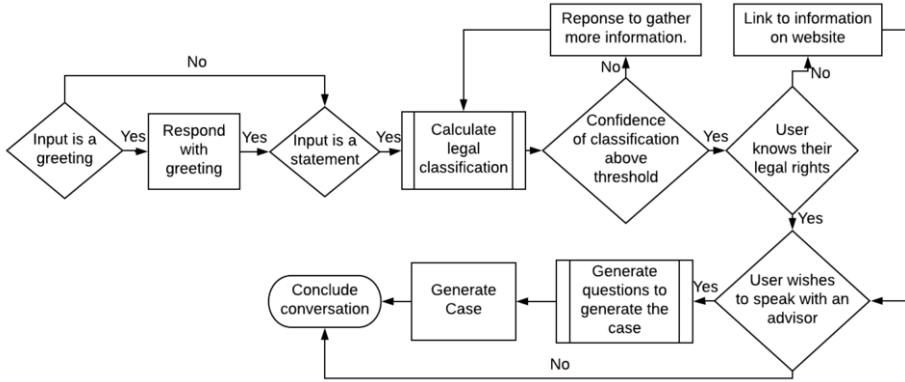 Reponse to gather
more information.
Link to information
on website
No
No
No
Input is a
greeting
Yes
Respond
with
greeting
Yes
Input is a
statement
Yes
Calculate
legal
classification
Confidence
of classification
above
threshold
Yes
User
knows their
legal rights
Yes
Conclude
conversation
Generate
Case
Generate
questions to
generate the
case
Yes
User wishes
to speak with an
advisor
No